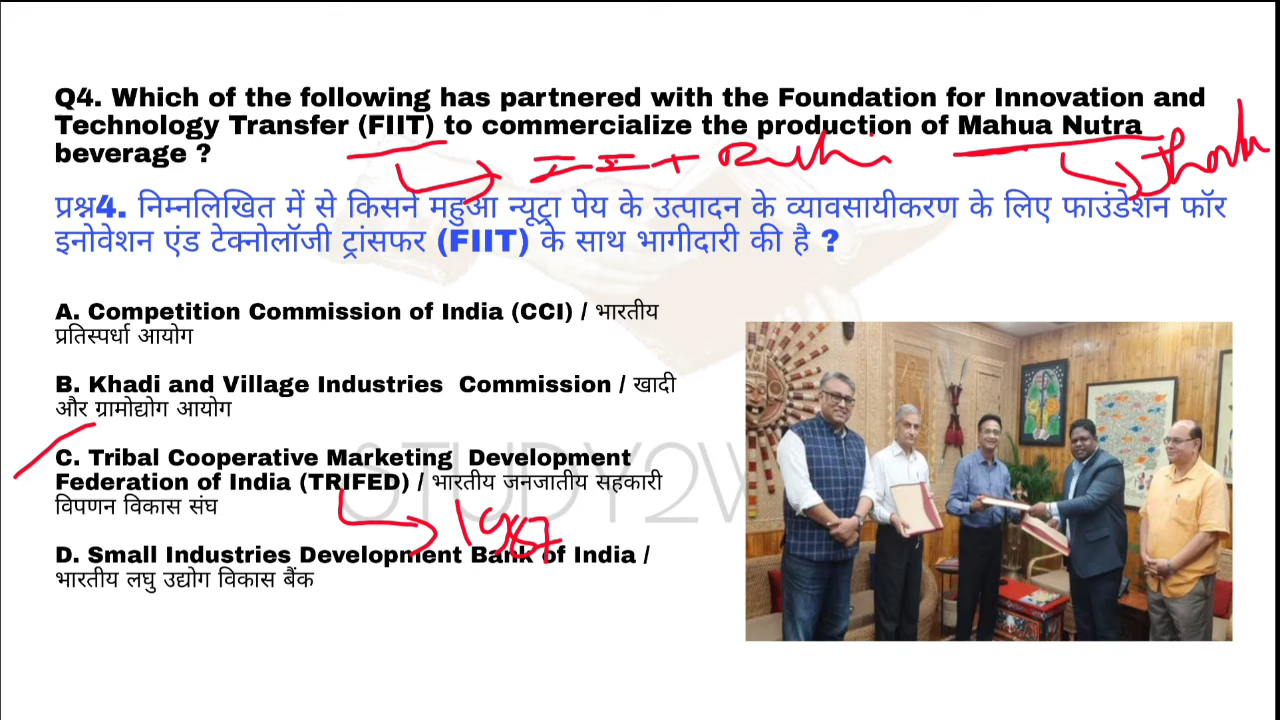 Q4. Which of the following has partnered with the Foundation for Innovation and
Technology Transfer (FIIT) to commercialize the production of Mahua Nutra
beverage ?
प्रश्न4. निम्नलिखित में से किसने महुआ न्यूट्रा पेय के उत्पादन के व्यावसायीकरण के लिए फाउंडेशन फॉर
इनोवेशन एंड टेक्नोलॉजी ट्रांसफर (FIIT) के साथ भागीदारी की है ?
A. Competition Commission of India (CCI) / भारतीय
प्रतिस्पर्धा आयोग
B. Khadi and Village Industries Commission / खादी
और ग्रामोद्योग आयोग
C. Tribal Cooperative Marketing Development
Federation of India (TRIFED) / भारतीय जनजातीय सहकारी
विपणन विकास संघ
1987
D. Small Industries Development Bank of India /
भारतीय लघु उद्योग विकास बैंक
STUDY2W